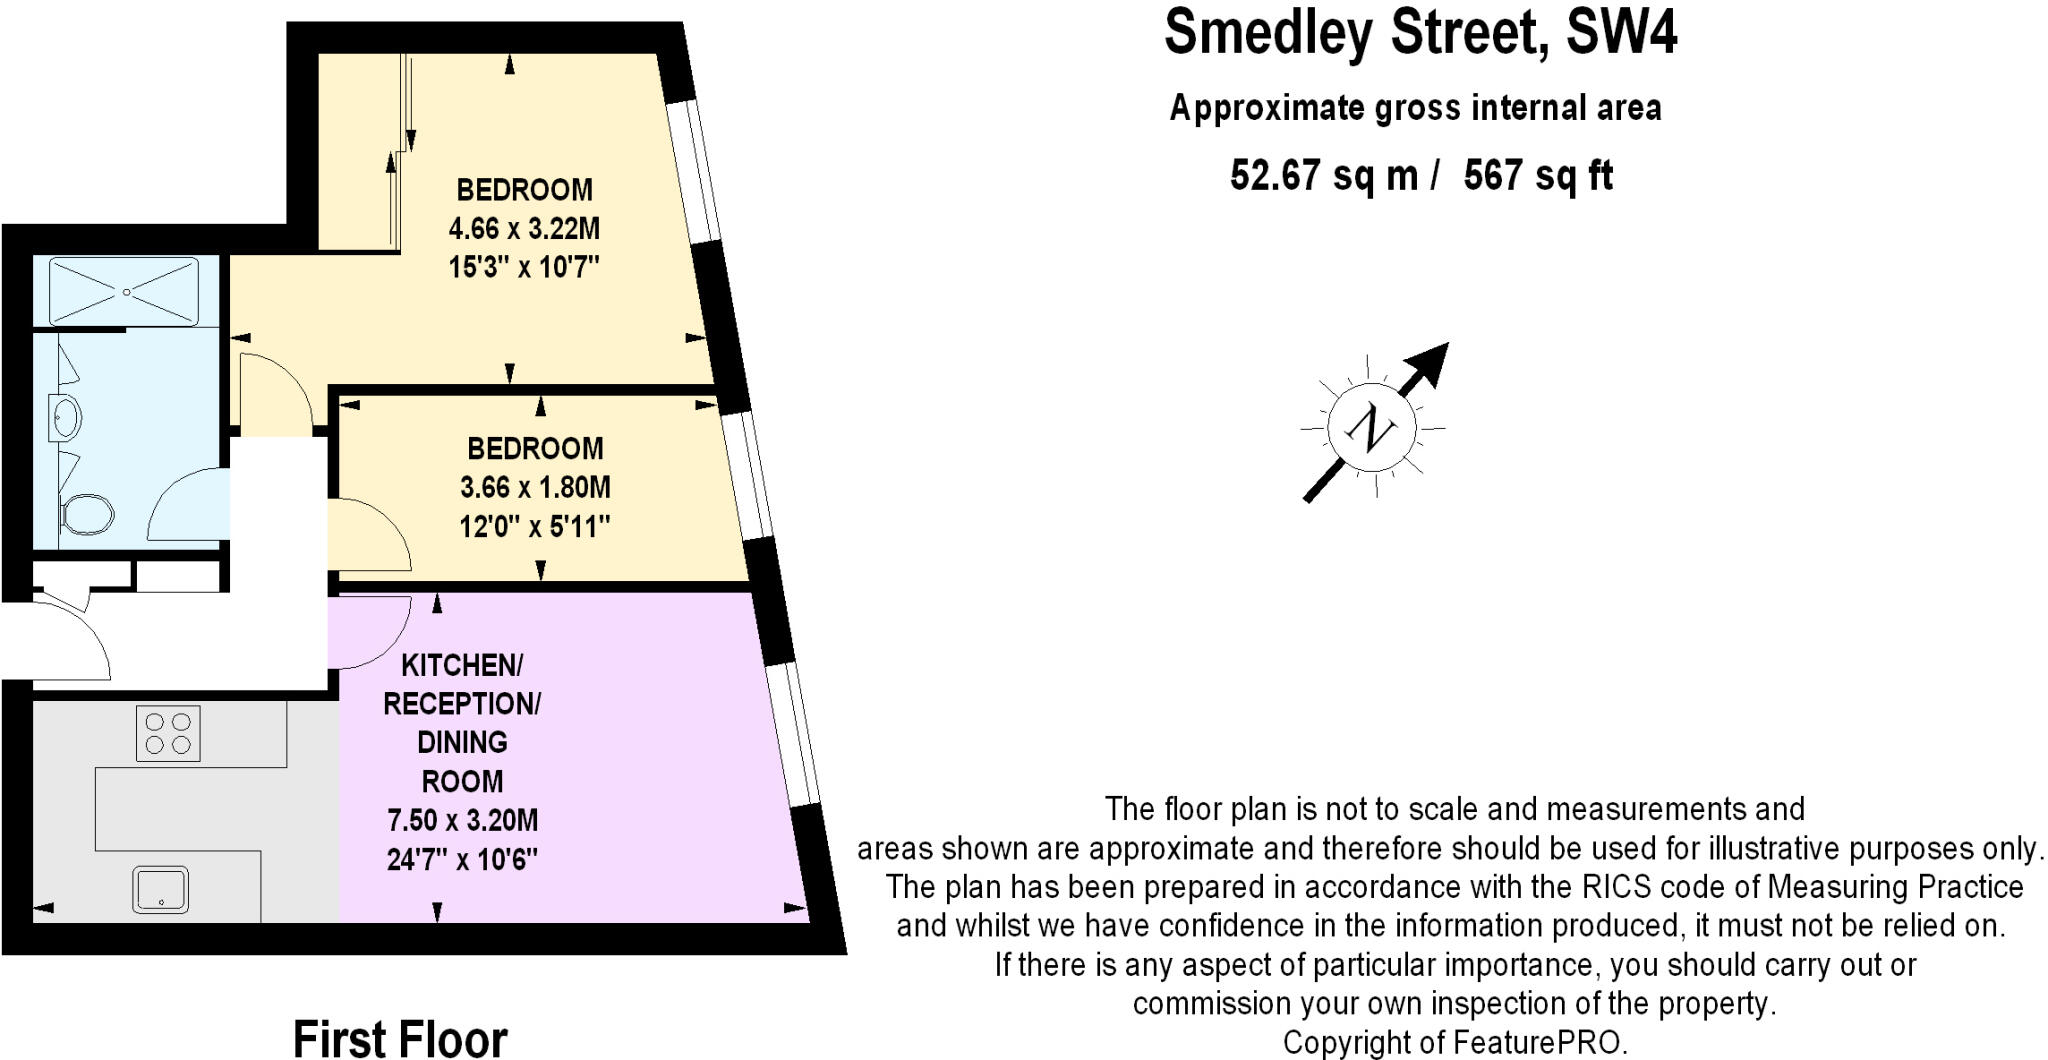 Smedley Street, SW4
Approximate gross internal area
52.67 sq m /  567 sq ft
BEDROOM
4.66 x 3.22M
15'3" x 10'7"
BEDROOM
3.66 x 1.80M
12'0" x 5'11"
N
KITCHEN/
RECEPTION/
DINING
ROOM
7.50 x 3.20M
24'7" x 10'6"
The floor plan is not to scale and measurements and
areas shown are approximate and therefore should be used for illustrative purposes only.
The plan has been prepared in accordance with the RICS code of Measuring Practice
and whilst we have confidence in the information produced, it must not be relied on.
If there is any aspect of particular importance, you should carry out or
commission your own inspection of the property.
Copyright of FeaturePRO.
First Floor